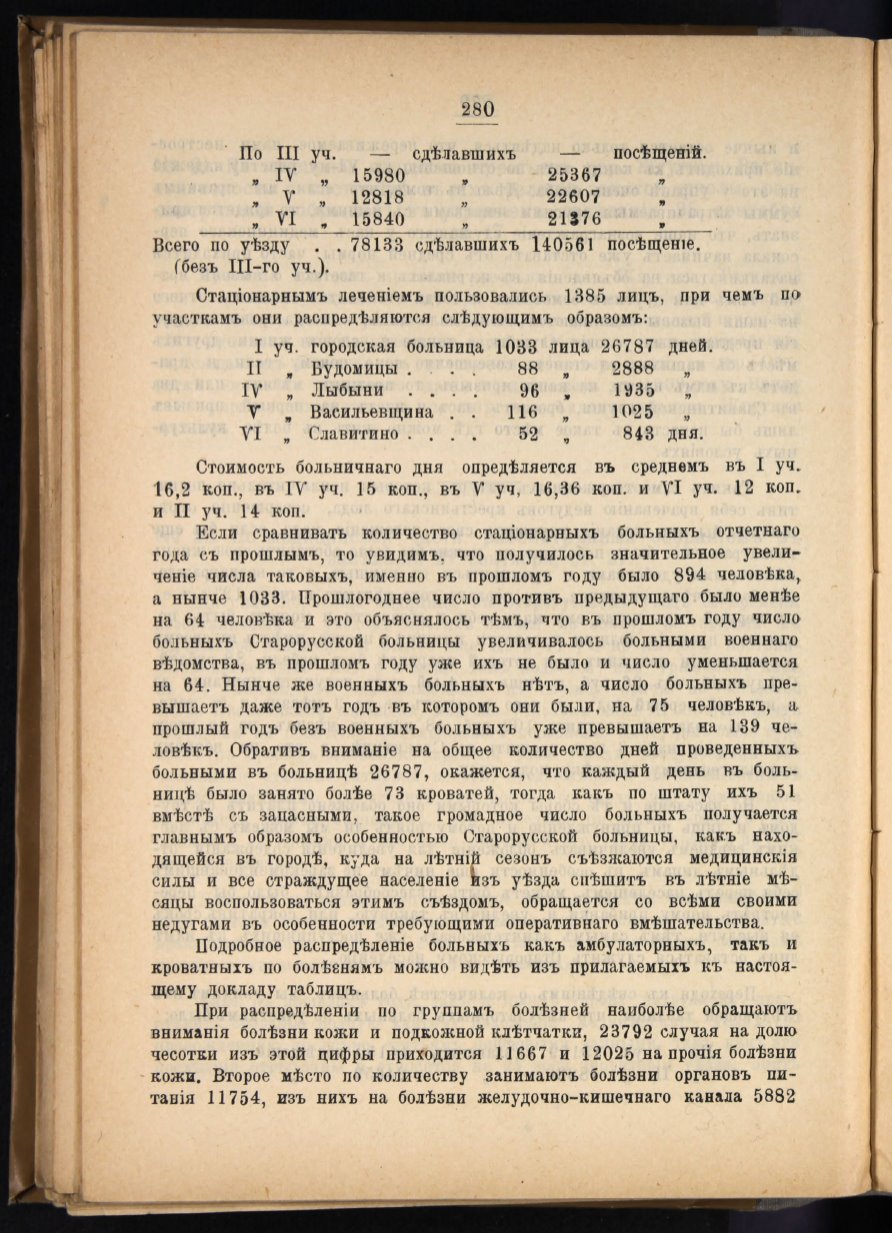 280
По III уч. — сдѣлавшихъ — посѣщеній.
„ IV „ 15980 „ 25367 „
„ V „ 12818 „ 22607 „
„ VI „ 15840 „ 21376 „
Всего по уѣзду . . 78133 сдѣлавшихъ 140561 посѣщеніе.
(безъ III-го уч.).
Стаціонарнымъ леченіемъ пользовались 1385 лицъ, при чемъ по
участкамъ они распредѣляются слѣдующимъ образомъ:
I уч. городская больница 1033 лица 26787 дней.
II „ Будомицы . . . . 88 „ 2888 „
IV „ Лыбыни . . . . 96 „ 1935 „
V „ Васильевщина . . 116 „ 1025 „
VI „ Славитино . . . . 52 „ 843 дня.
Стоимость больничнаго дня опредѣляется въ среднемъ въ I уч.
16,2 коп., въ IV уч. 15 коп., въ V уч, 16,36 коп. и VI уч. 12 коп.
и II уч. 14 коп.
Если сравнивать количество стаціонарныхъ больныхъ отчетнаго
года съ прошлымъ, то увидимъ, что получилось значительное увели-
ченіе числа таковыхъ, именно въ прошломъ году было 894 человѣка,
а нынче 1033. Прошлогоднее число противъ предыдущаго было менѣе
на 64 человѣка и это объяснялось тѣмъ, что въ прошломъ году число
больныхъ Старорусской больницы увеличивалось больными военнаго
вѣдомства, въ прошломъ году уже ихъ не было и число уменьшается
на 64. Нынче же военныхъ больныхъ нѣтъ, а число больныхъ пре-
вышаетъ даже тотъ годъ въ которомъ они были, на 75 человѣкъ, а
прошлый годъ безъ военныхъ больныхъ уже превышаетъ на 139 че-
ловѣкъ. Обративъ вниманіе на общее количество дней проведенныхъ
больными въ больницѣ 26787, окажется, что каждый день въ боль-
ницѣ было занято болѣе 73 кроватей, тогда какъ по штату ихъ 51
вмѣстѣ съ запасными, такое громадное число больныхъ получается
главнымъ образомъ особенностью Старорусской больницы, какъ нахо-
дящейся въ городѣ, куда на лѣтній сезонъ съѣзжаются медицинскія
силы и все страждущее населеніе изъ уѣзда спѣшитъ въ лѣтніе мѣ-
сяцы воспользоваться этимъ съѣздомъ, обращается со всѣми своими
недугами въ особенности требующими оперативнаго вмѣшательства.
Подробное распредѣленіе больныхъ какъ амбулаторныхъ, такъ и
кроватныхъ по болѣзнямъ можно видѣть изъ прилагаемыхъ къ настоя-
щему докладу таблицъ.
При распредѣленіи по группамъ болѣзней наиболѣе обращаютъ
вниманія болѣзни кожи и подкожной клѣтчатки, 23792 случая на долю
чесотки изъ этой цифры приходится 11667 и 12025 на прочія болѣзни
кожи. Второе мѣсто по количеству занимаютъ болѣзни органовъ пи-
танія 11754, изъ нихъ на болѣзни желудочно-кишечнаго канала 5882